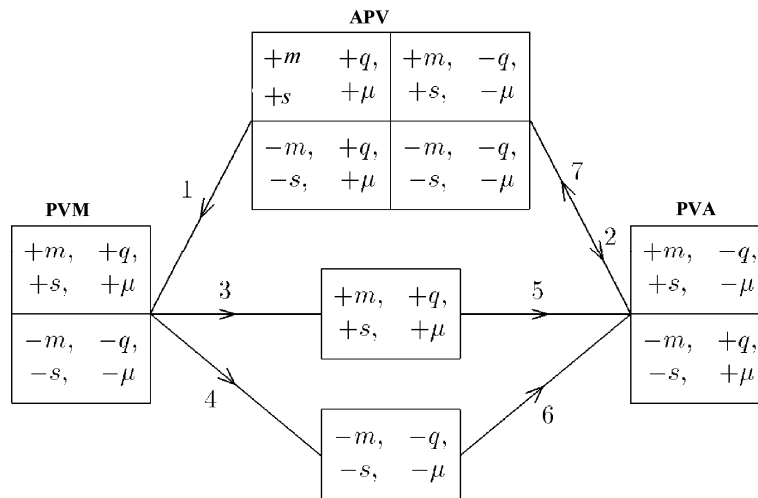 APV
+m +q, +m, −q,
+s +μ +s, −μ
−m, +q, −m, −q,
−s, +μ −s, −μ
1
7
2
PVM
+m, +q,
+s, +μ
−m, −q,
−s, −μ
3
+m, +q,
+s, +μ
5
PVA
+m, −q,
+s, −μ
−m, +q,
−s, +μ
4
−m, −q,
−s, −μ
6